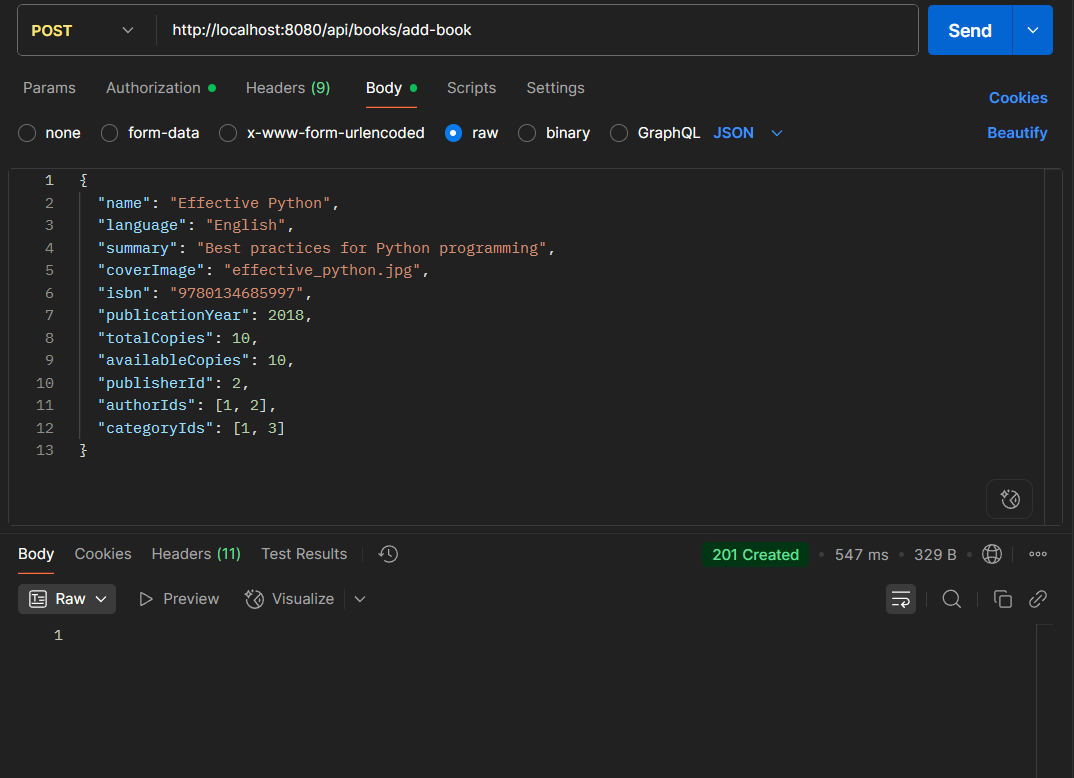 POST http://localhost:8080/api/books/add-book Send
Params Authorization Headers (9) Body Scripts Settings Cookies
none form-data x-www-form-urlencoded raw binary GraphQL JSON Beautify
1 {
2 "name": "Effective Python",
3 "language": "English",
4 "summary": "Best practices for Python programming",
5 "coverImage": "effective_python.jpg",
6 "isbn": "9780134685997",
7 "publicationYear": 2018,
8 "totalCopies": 10,
9 "availableCopies": 10,
10 "publisherId": 2,
11 "authorIds": [1, 2],
12 "categoryIds": [1, 3]
13 }
Body Cookies Headers (11) Test Results 201 Created • 547 ms • 329 B •
Raw Preview Visualize
1